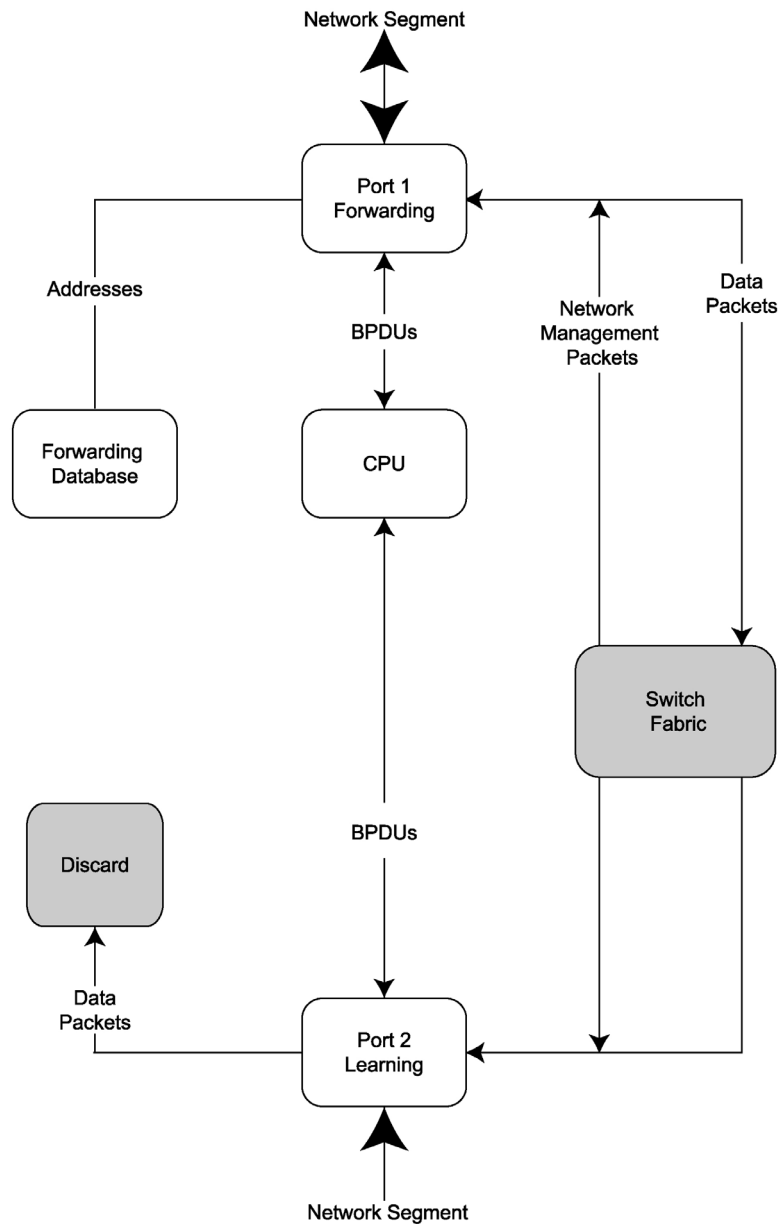 Network Segment
Port 1
Forwarding
Addresses
BPDUs
Network
Management
Packets
Data
Packets
Forwarding
Database
CPU
Switch
Fabric
Discard
BPDUs
Data
Packets
Port 2
Learning
Network Segment